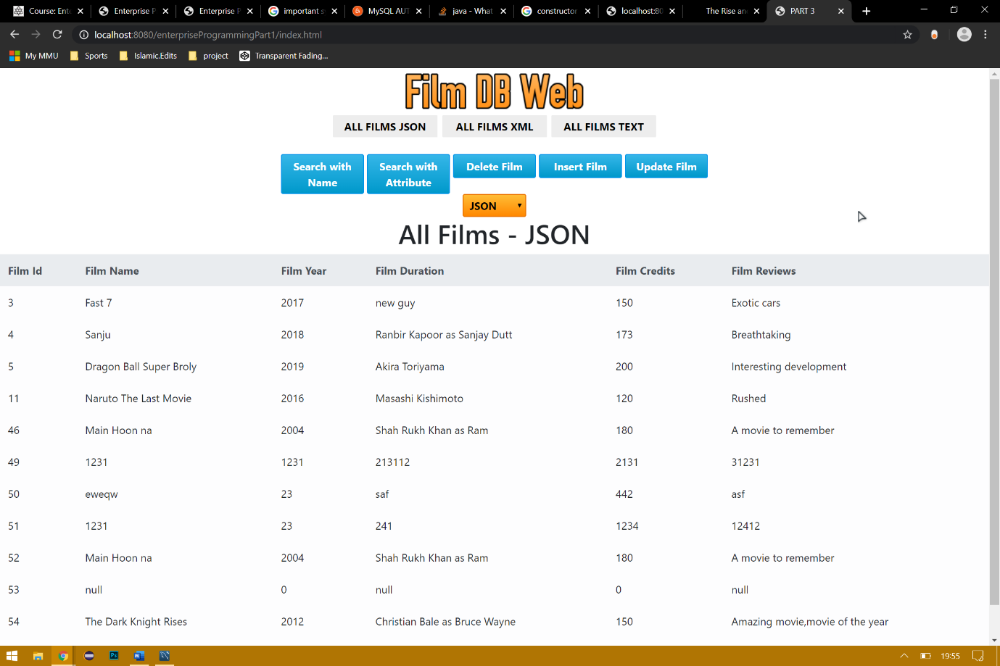 Course: Ente
Enterprise P
Enterprise P
important s
MySQL AUT
java - What
constructor
localhost:80
The Rise an
PART 3
localhost:8080/enterpriseProgrammingPart1/index.html
My MMU Sports Islamic.Edits project Transparent Fading...
Film DB Web
ALL FILMS JSON ALL FILMS XML ALL FILMS TEXT
Search with Name
Search with Attribute
Delete Film
Insert Film
Update Film
JSON
All Films - JSON
Film Id Film Name Film Year Film Duration Film Credits Film Reviews
3 Fast 7 2017 new guy 150 Exotic cars
4 Sanju 2018 Ranbir Kapoor as Sanjay Dutt 173 Breathtaking
5 Dragon Ball Super Broly 2019 Akira Toriyama 200 Interesting development
11 Naruto The Last Movie 2016 Masashi Kishimoto 120 Rushed
46 Main Hoon na 2004 Shah Rukh Khan as Ram 180 A movie to remember
49 1231 1231 213112 2131 31231
50 eweqw 23 saf 442 asf
51 1231 23 241 1234 12412
52 Main Hoon na 2004 Shah Rukh Khan as Ram 180 A movie to remember
53 null 0 null 0 null
54 The Dark Knight Rises 2012 Christian Bale as Bruce Wayne 150 Amazing movie,movie of the year
19:55